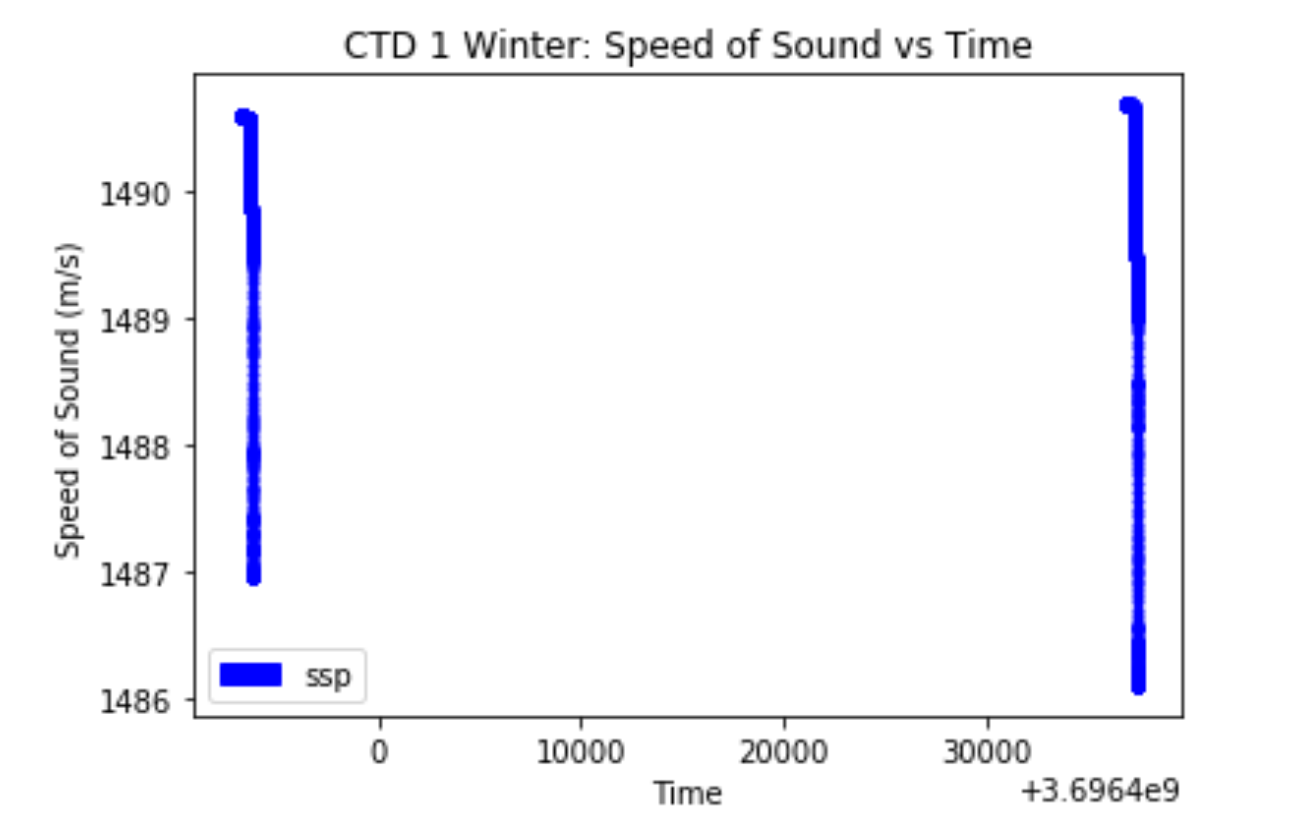 CTD 1 Winter: Speed of Sound vs Time
1490
1489
1488
1487
1486
Speed of Sound (m/s)
ssp
0 10000 20000 30000
Time
+3.6964e9